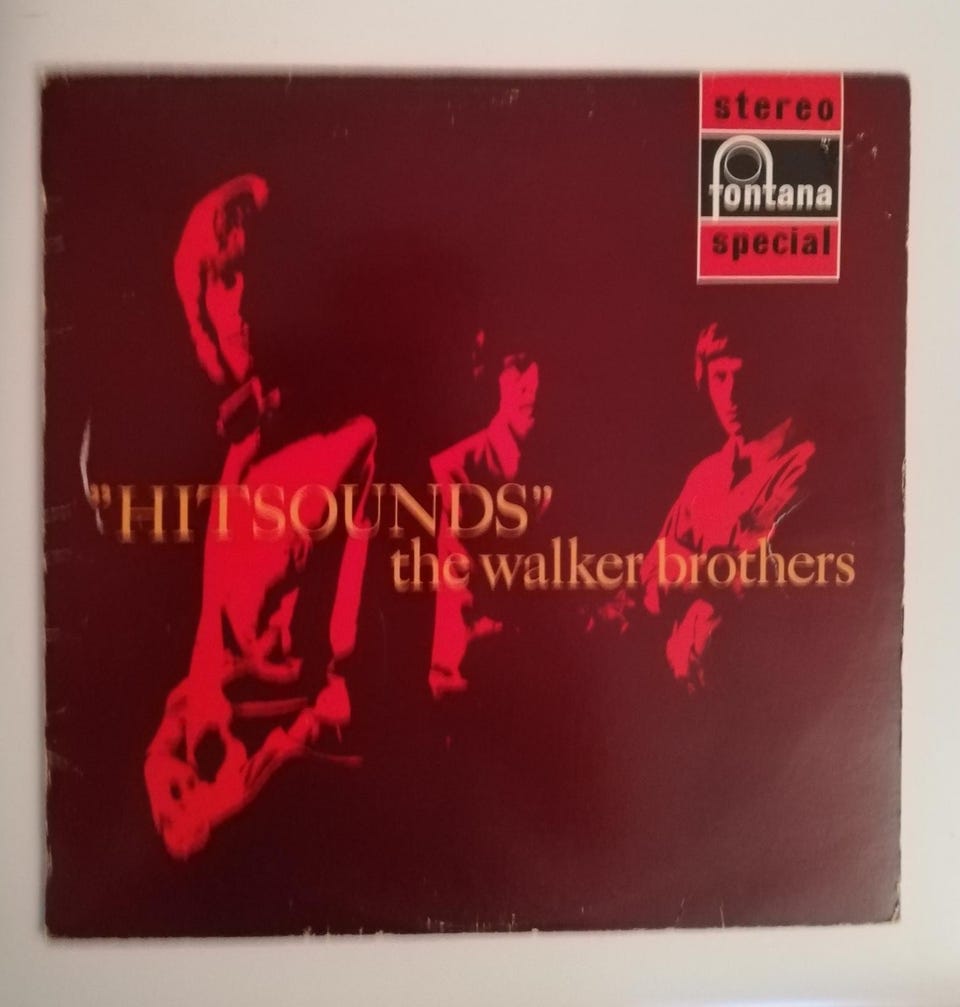 stereo
fontana
special
"HITSOUNDS"
the walker brothers